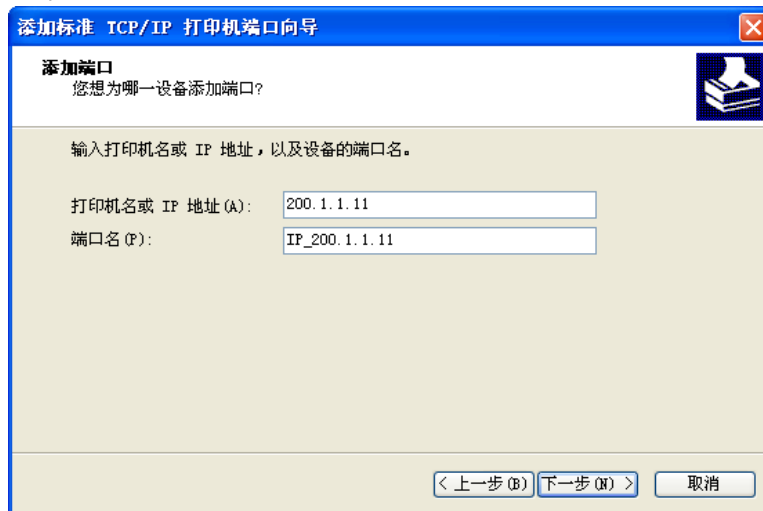 添加标准 TCP/IP 打印机端口向导
添加端口
您想为哪一设备添加端口?
输入打印机名或 IP 地址，以及设备的端口名。
打印机名或 IP 地址(A): 200.1.1.11
端口名(P): IP_200.1.1.11
< 上一步(B) 下一步(N) > 取消